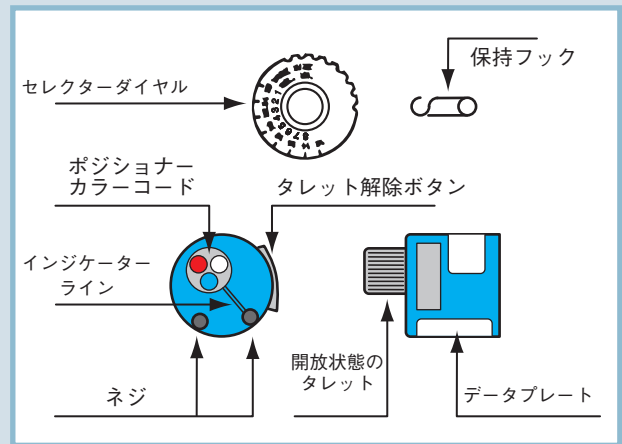 保持フック
セレクターダイヤル
ポジショナー
カラーコード
タレット解除ボタン
インジケーター
ライン
開放状態の
タレット
ネジ
データプレート